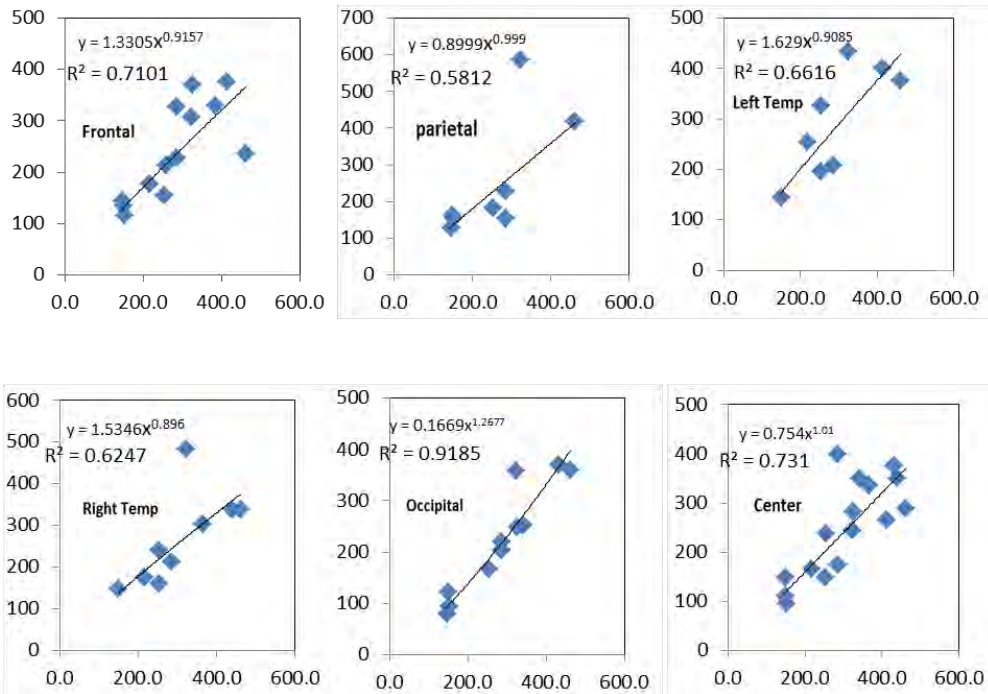 500
400
300
200
100
0
0.0 200.0 400.0 600.0
y = 1.3305x^0.9157
R² = 0.7101
Frontal
700
600
500
400
300
200
100
0
0.0 200.0 400.0 600.0
y = 0.8999x^0.999
R² = 0.5812
parietal
500
400
300
200
100
0
0.0 200.0 400.0 600.0
y = 1.629x^0.9085
R² = 0.6616
Left Temp
600
500
400
300
200
100
0
0.0 200.0 400.0 600.0
y = 1.5346x^0.896
R² = 0.6247
Right Temp
500
400
300
200
100
0
0.0 200.0 400.0 600.0
y = 0.1669x^1.2677
R² = 0.9185
Occipital
500
400
300
200
100
0
0.0 200.0 400.0 600.0
y = 0.754x^1.01
R² = 0.731
Center